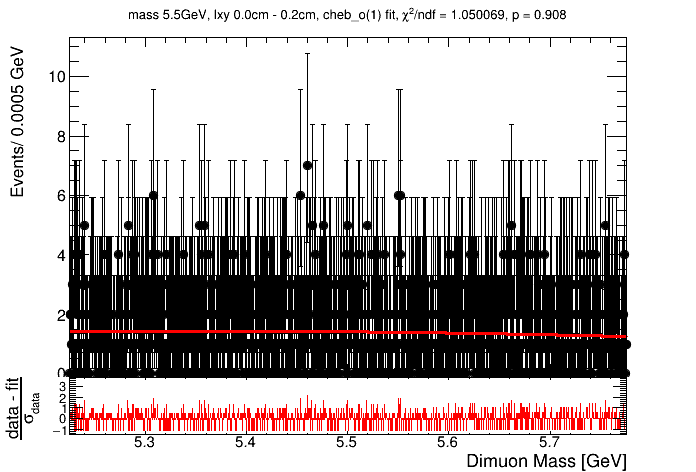 mass 5.5GeV, lxy 0.0cm - 0.2cm, cheb_o(1) fit, χ²/ndf = 1.050069, p = 0.908
Events/ 0.0005 GeV
10
8
6
4
2
0
data - fit
σdata
3
2
1
0
−1
5.3 5.4 5.5 5.6 5.7
Dimuon Mass [GeV]